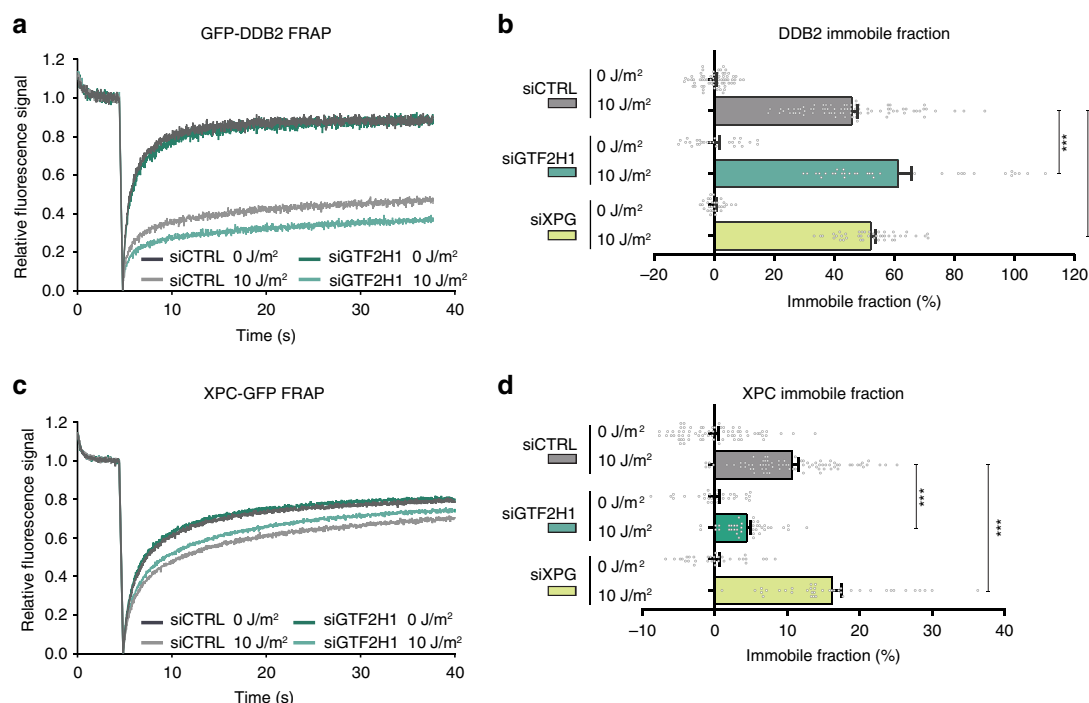 a
GFP-DDB2 FRAP
Relative fluorescence signal
1.2
1.0
0.8
0.6
0.4
0.2
0.0
siCTRL 0 J/m² siGTF2H1 0 J/m²
siCTRL 10 J/m² siGTF2H1 10 J/m²
0 10 20 30 40
Time (s)
b
DDB2 immobile fraction
siCTRL
0 J/m²
10 J/m²
siGTF2H1
0 J/m²
10 J/m²
siXPG
0 J/m²
10 J/m²
***
–20 0 20 40 60 80 100 120
Immobile fraction (%)
c
XPC-GFP FRAP
Relative fluorescence signal
1.2
1.0
0.8
0.6
0.4
0.2
0.0
siCTRL 0 J/m² siGTF2H1 0 J/m²
siCTRL 10 J/m² siGTF2H1 10 J/m²
0 10 20 30 40
Time (s)
d
XPC immobile fraction
siCTRL
0 J/m²
10 J/m²
siGTF2H1
0 J/m²
10 J/m²
siXPG
0 J/m²
10 J/m²
***
***
–10 0 10 20 30 40
Immobile fraction (%)